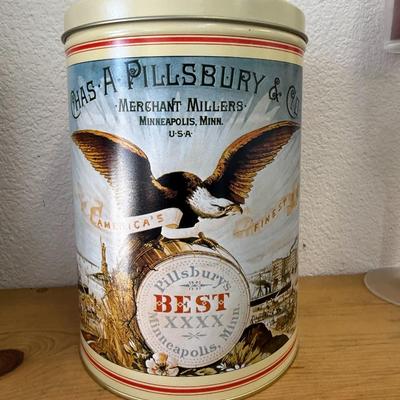 CHAS·A·PILLSBURY & CO.
·MERCHANT MILLERS·
MINNEAPOLIS, MINN.
U·S·A·
AMERICA'S FINEST
Pillsbury's
BEST
XXXX
Minneapolis, Minn.